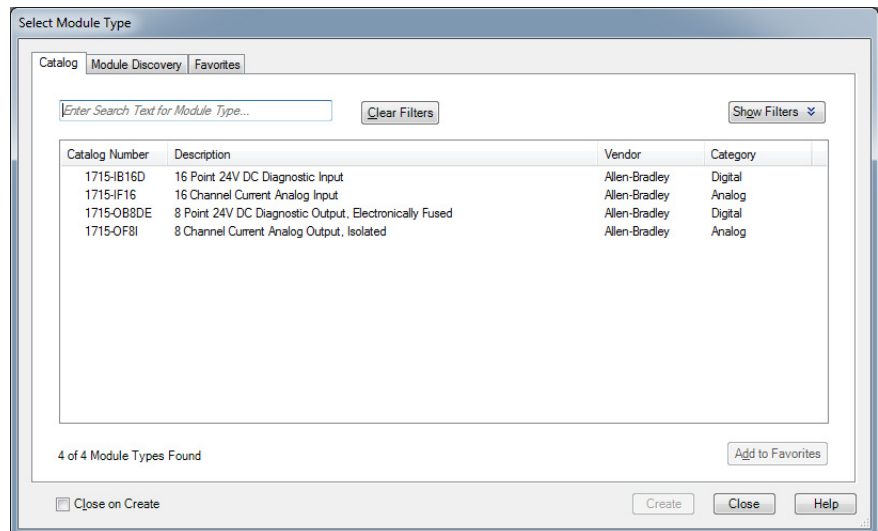 Select Module Type
Catalog Module Discovery Favorites
Enter Search Text for Module Type... Clear Filters Show Filters
Catalog Number Description Vendor Category
1715-IB16D 16 Point 24V DC Diagnostic Input Allen-Bradley Digital
1715-IF16 16 Channel Current Analog Input Allen-Bradley Analog
1715-OB8DE 8 Point 24V DC Diagnostic Output, Electronically Fused Allen-Bradley Digital
1715-OF8I 8 Channel Current Analog Output, Isolated Allen-Bradley Analog
4 of 4 Module Types Found Add to Favorites
Close on Create Create Close Help